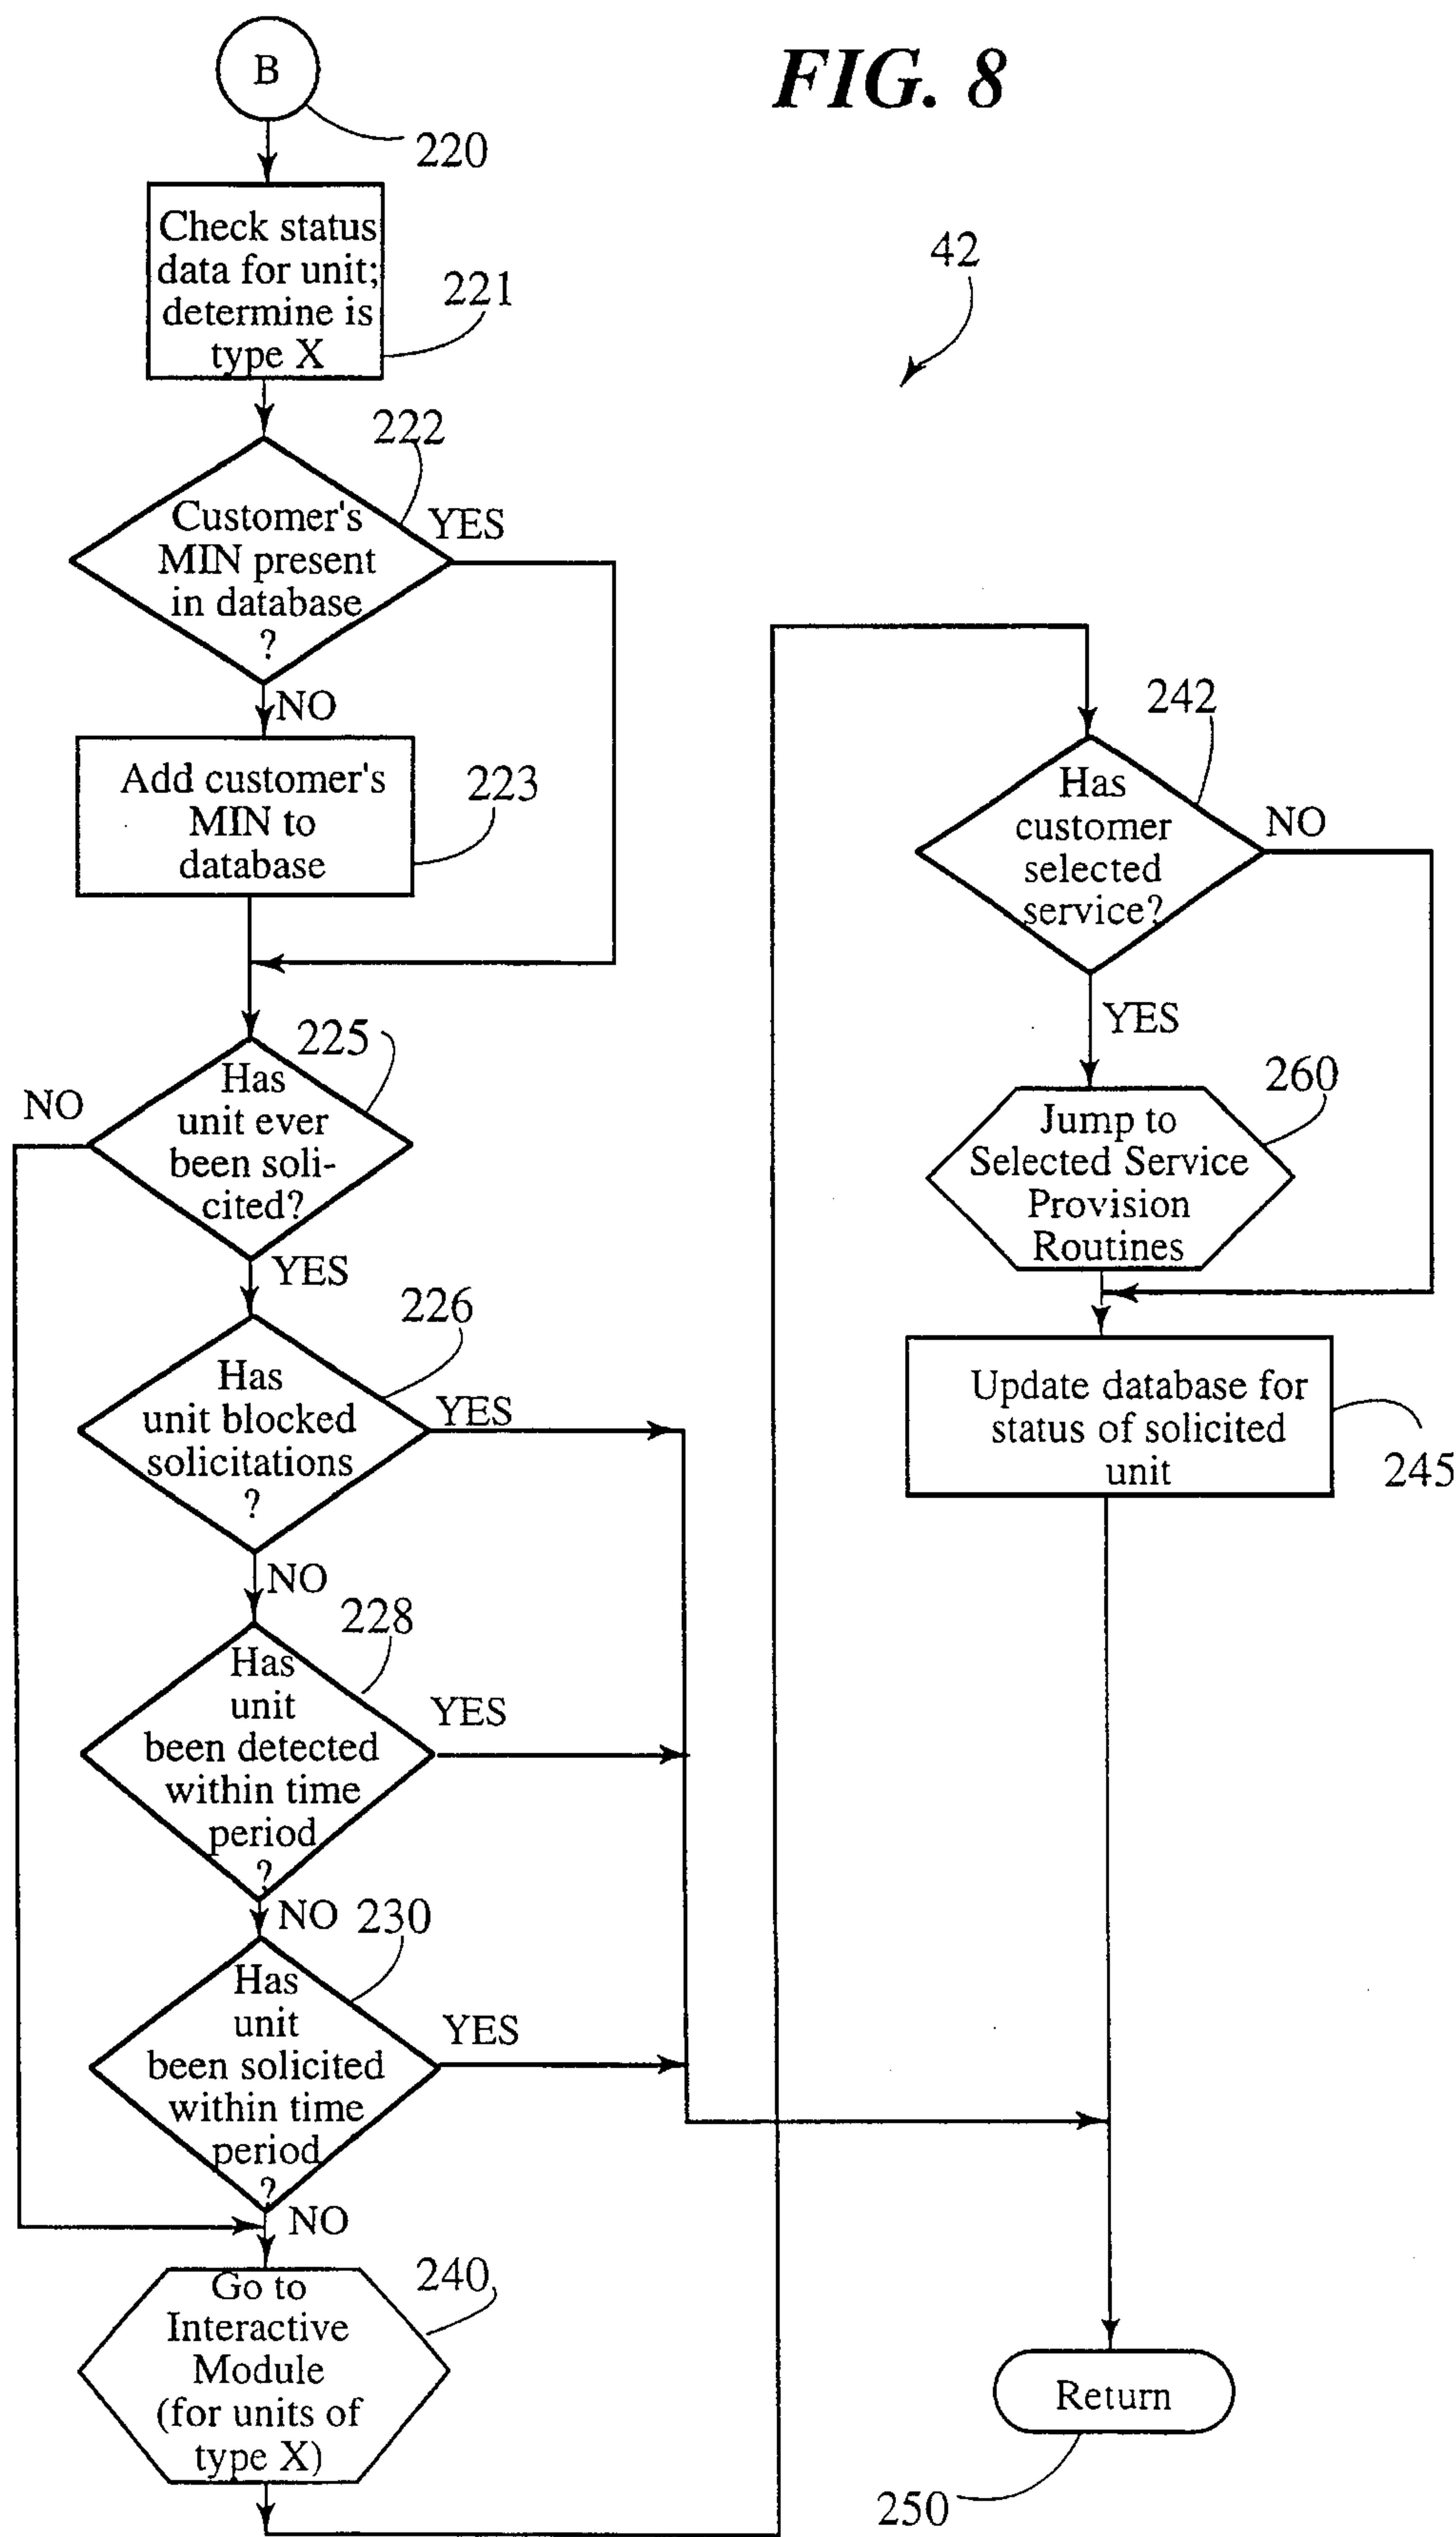 FIG. 8
B
220
Check status
data for unit;
determine is
type X
221
42
222
Customer's
MIN present
in database
?
YES
NO
Add customer's
MIN to
database
223
225
Has
unit ever
been soli-
cited?
NO
YES
226
Has
unit blocked
solicitations
?
YES
NO
228
Has
unit
been detected
within time
period
?
YES
NO
230
Has
unit
been solicited
within time
period
?
YES
NO
240
Go to
Interactive
Module
(for units of
type X)
242
Has
customer
selected
service?
NO
YES
260
Jump to
Selected Service
Provision
Routines
Update database for
status of solicited
unit
245
Return
250